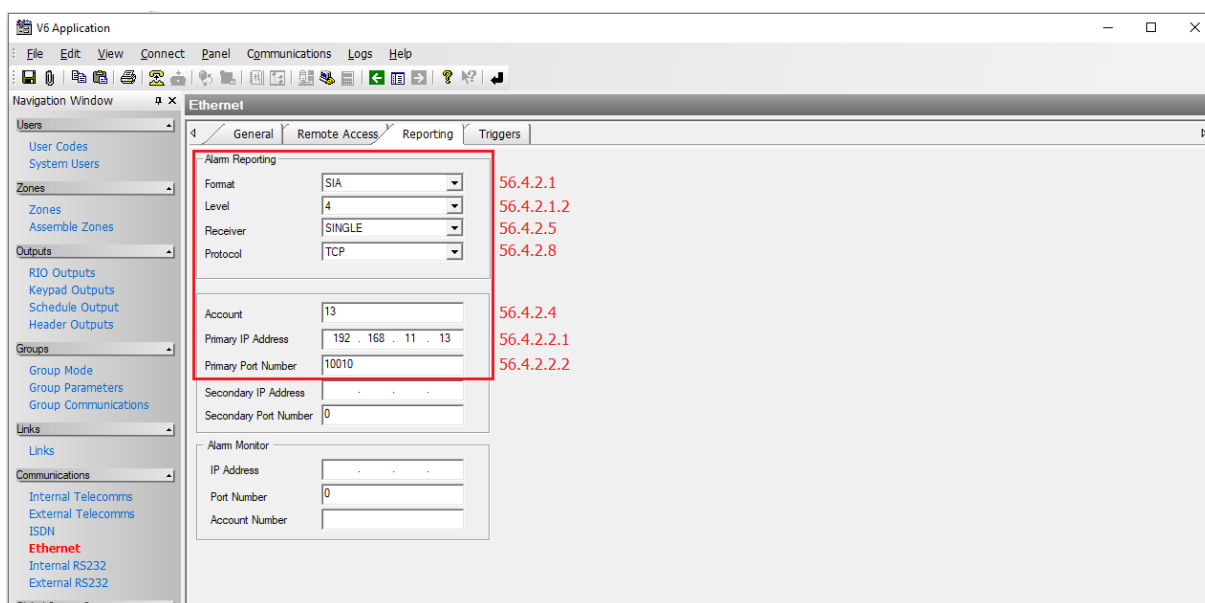 V6 Application
File Edit View Connect Panel Communications Logs Help
Navigation Window
Ethernet
Users
User Codes
System Users
Zones
Zones
Assemble Zones
Outputs
RIO Outputs
Keypad Outputs
Schedule Output
Header Outputs
Groups
Group Mode
Group Parameters
Group Communications
Links
Links
Communications
Internal Telecomms
External Telecomms
ISDN
Ethernet
Internal RS232
External RS232
General Remote Access Reporting Triggers
Alarm Reporting
Format SIA 56.4.2.1
Level 4 56.4.2.1.2
Receiver SINGLE 56.4.2.5
Protocol TCP 56.4.2.8
Account 13 56.4.2.4
Primary IP Address 192 . 168 . 11 . 13 56.4.2.2.1
Primary Port Number 10010 56.4.2.2.2
Secondary IP Address . . .
Secondary Port Number 0
Alarm Monitor
IP Address . . .
Port Number 0
Account Number